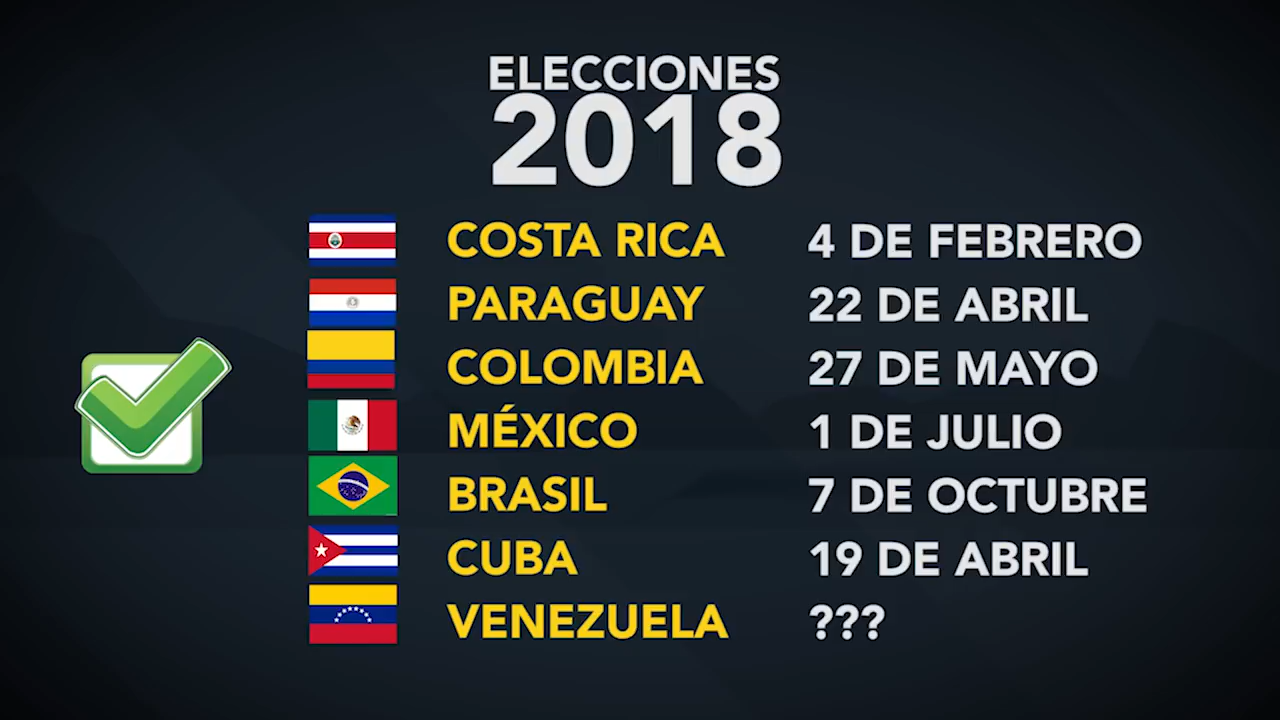 ELECCIONES
2018
COSTA RICA 4 DE FEBRERO
PARAGUAY 22 DE ABRIL
COLOMBIA 27 DE MAYO
MÉXICO 1 DE JULIO
BRASIL 7 DE OCTUBRE
CUBA 19 DE ABRIL
VENEZUELA ???